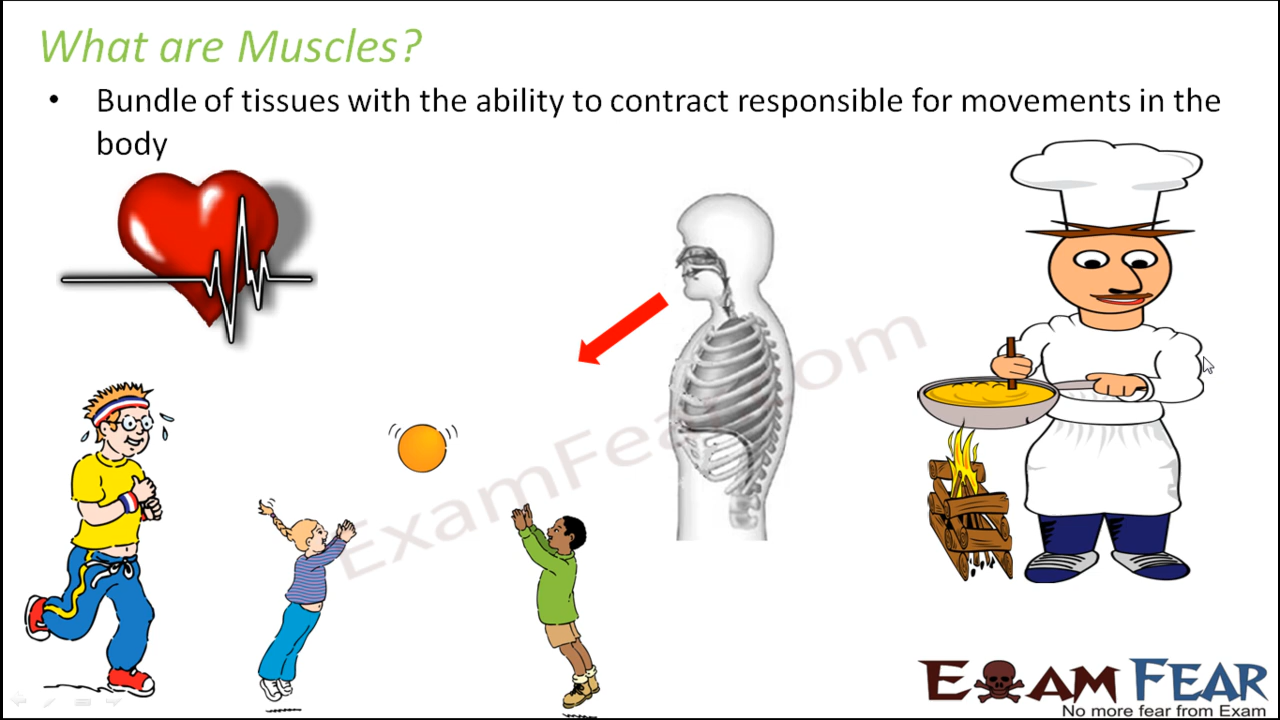 What are Muscles?
• Bundle of tissues with the ability to contract responsible for movements in the
body
ExamFear.com
EXAM FEAR
No more fear from Exam